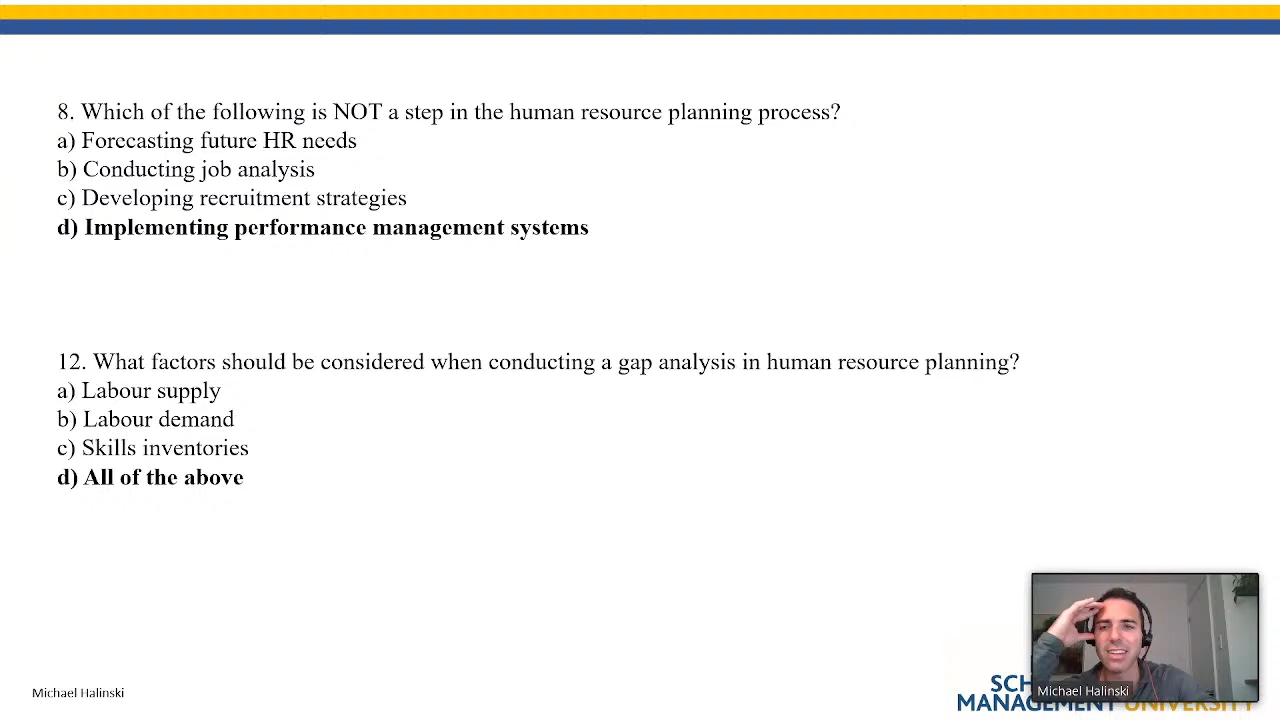 8. Which of the following is NOT a step in the human resource planning process?
a) Forecasting future HR needs
b) Conducting job analysis
c) Developing recruitment strategies
d) Implementing performance management systems
12. What factors should be considered when conducting a gap analysis in human resource planning?
a) Labour supply
b) Labour demand
c) Skills inventories
d) All of the above
Michael Halinski
SCH
Michael Halinski
MANAGEMENT UNIVERSITY